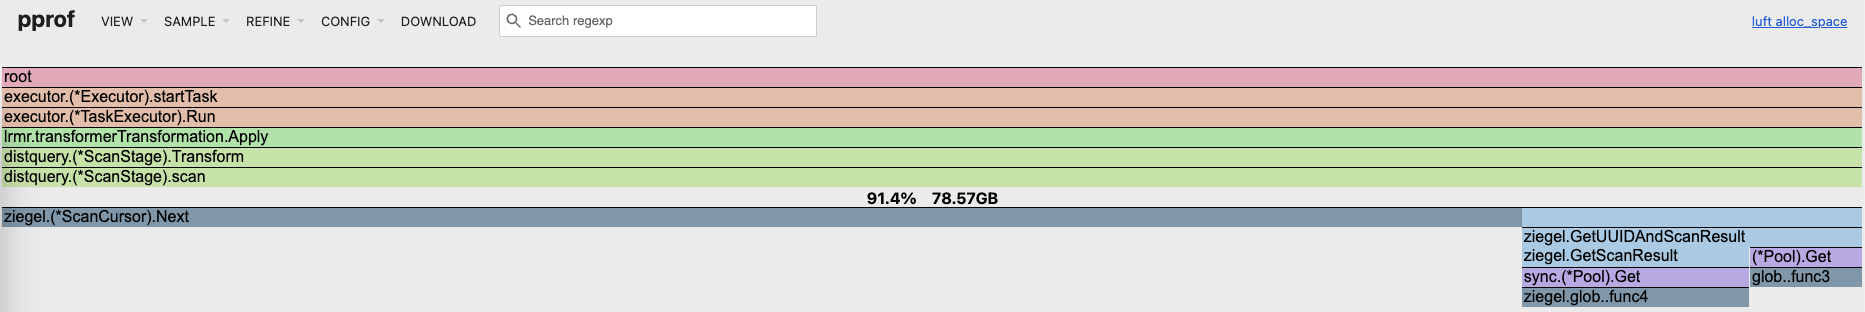 pprof VIEW SAMPLE REFINE CONFIG DOWNLOAD Search regexp luft alloc_space
root
executor.(*Executor).startTask
executor.(*TaskExecutor).Run
lrmr.transformerTransformation.Apply
distquery.(*ScanStage).Transform
distquery.(*ScanStage).scan
91.4% 78.57GB
ziegel.(*ScanCursor).Next
ziegel.GetUUIDAndScanResult
ziegel.GetScanResult (*Pool).Get
sync.(*Pool).Get glob..func3
ziegel.glob..func4